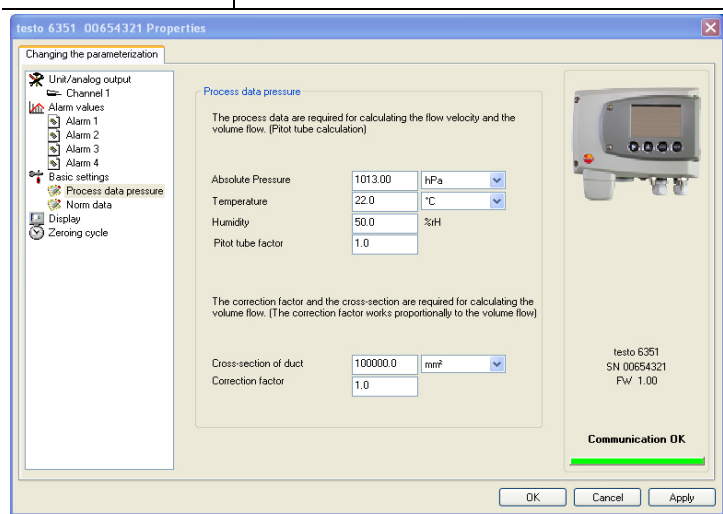 testo 6351 00654321 Properties
Changing the parameterization
Unit/analog output
Channel 1
Alarm values
Alarm 1
Alarm 2
Alarm 3
Alarm 4
Basic settings
Process data pressure
Norm data
Display
Zeroing cycle
Process data pressure
The process data are required for calculating the flow velocity and the
volume flow. (Pitot tube calculation)
Absolute Pressure 1013.00 hPa
Temperature 22.0 °C
Humidity 50.0 %rH
Pitot tube factor 1.0
The correction factor and the cross-section are required for calculating the
volume flow. (The correction factor works proportionally to the volume flow)
Cross-section of duct 100000.0 mm²
Correction factor 1.0
testo 6351
SN 00654321
FW 1.00
Communication OK
OK Cancel Apply